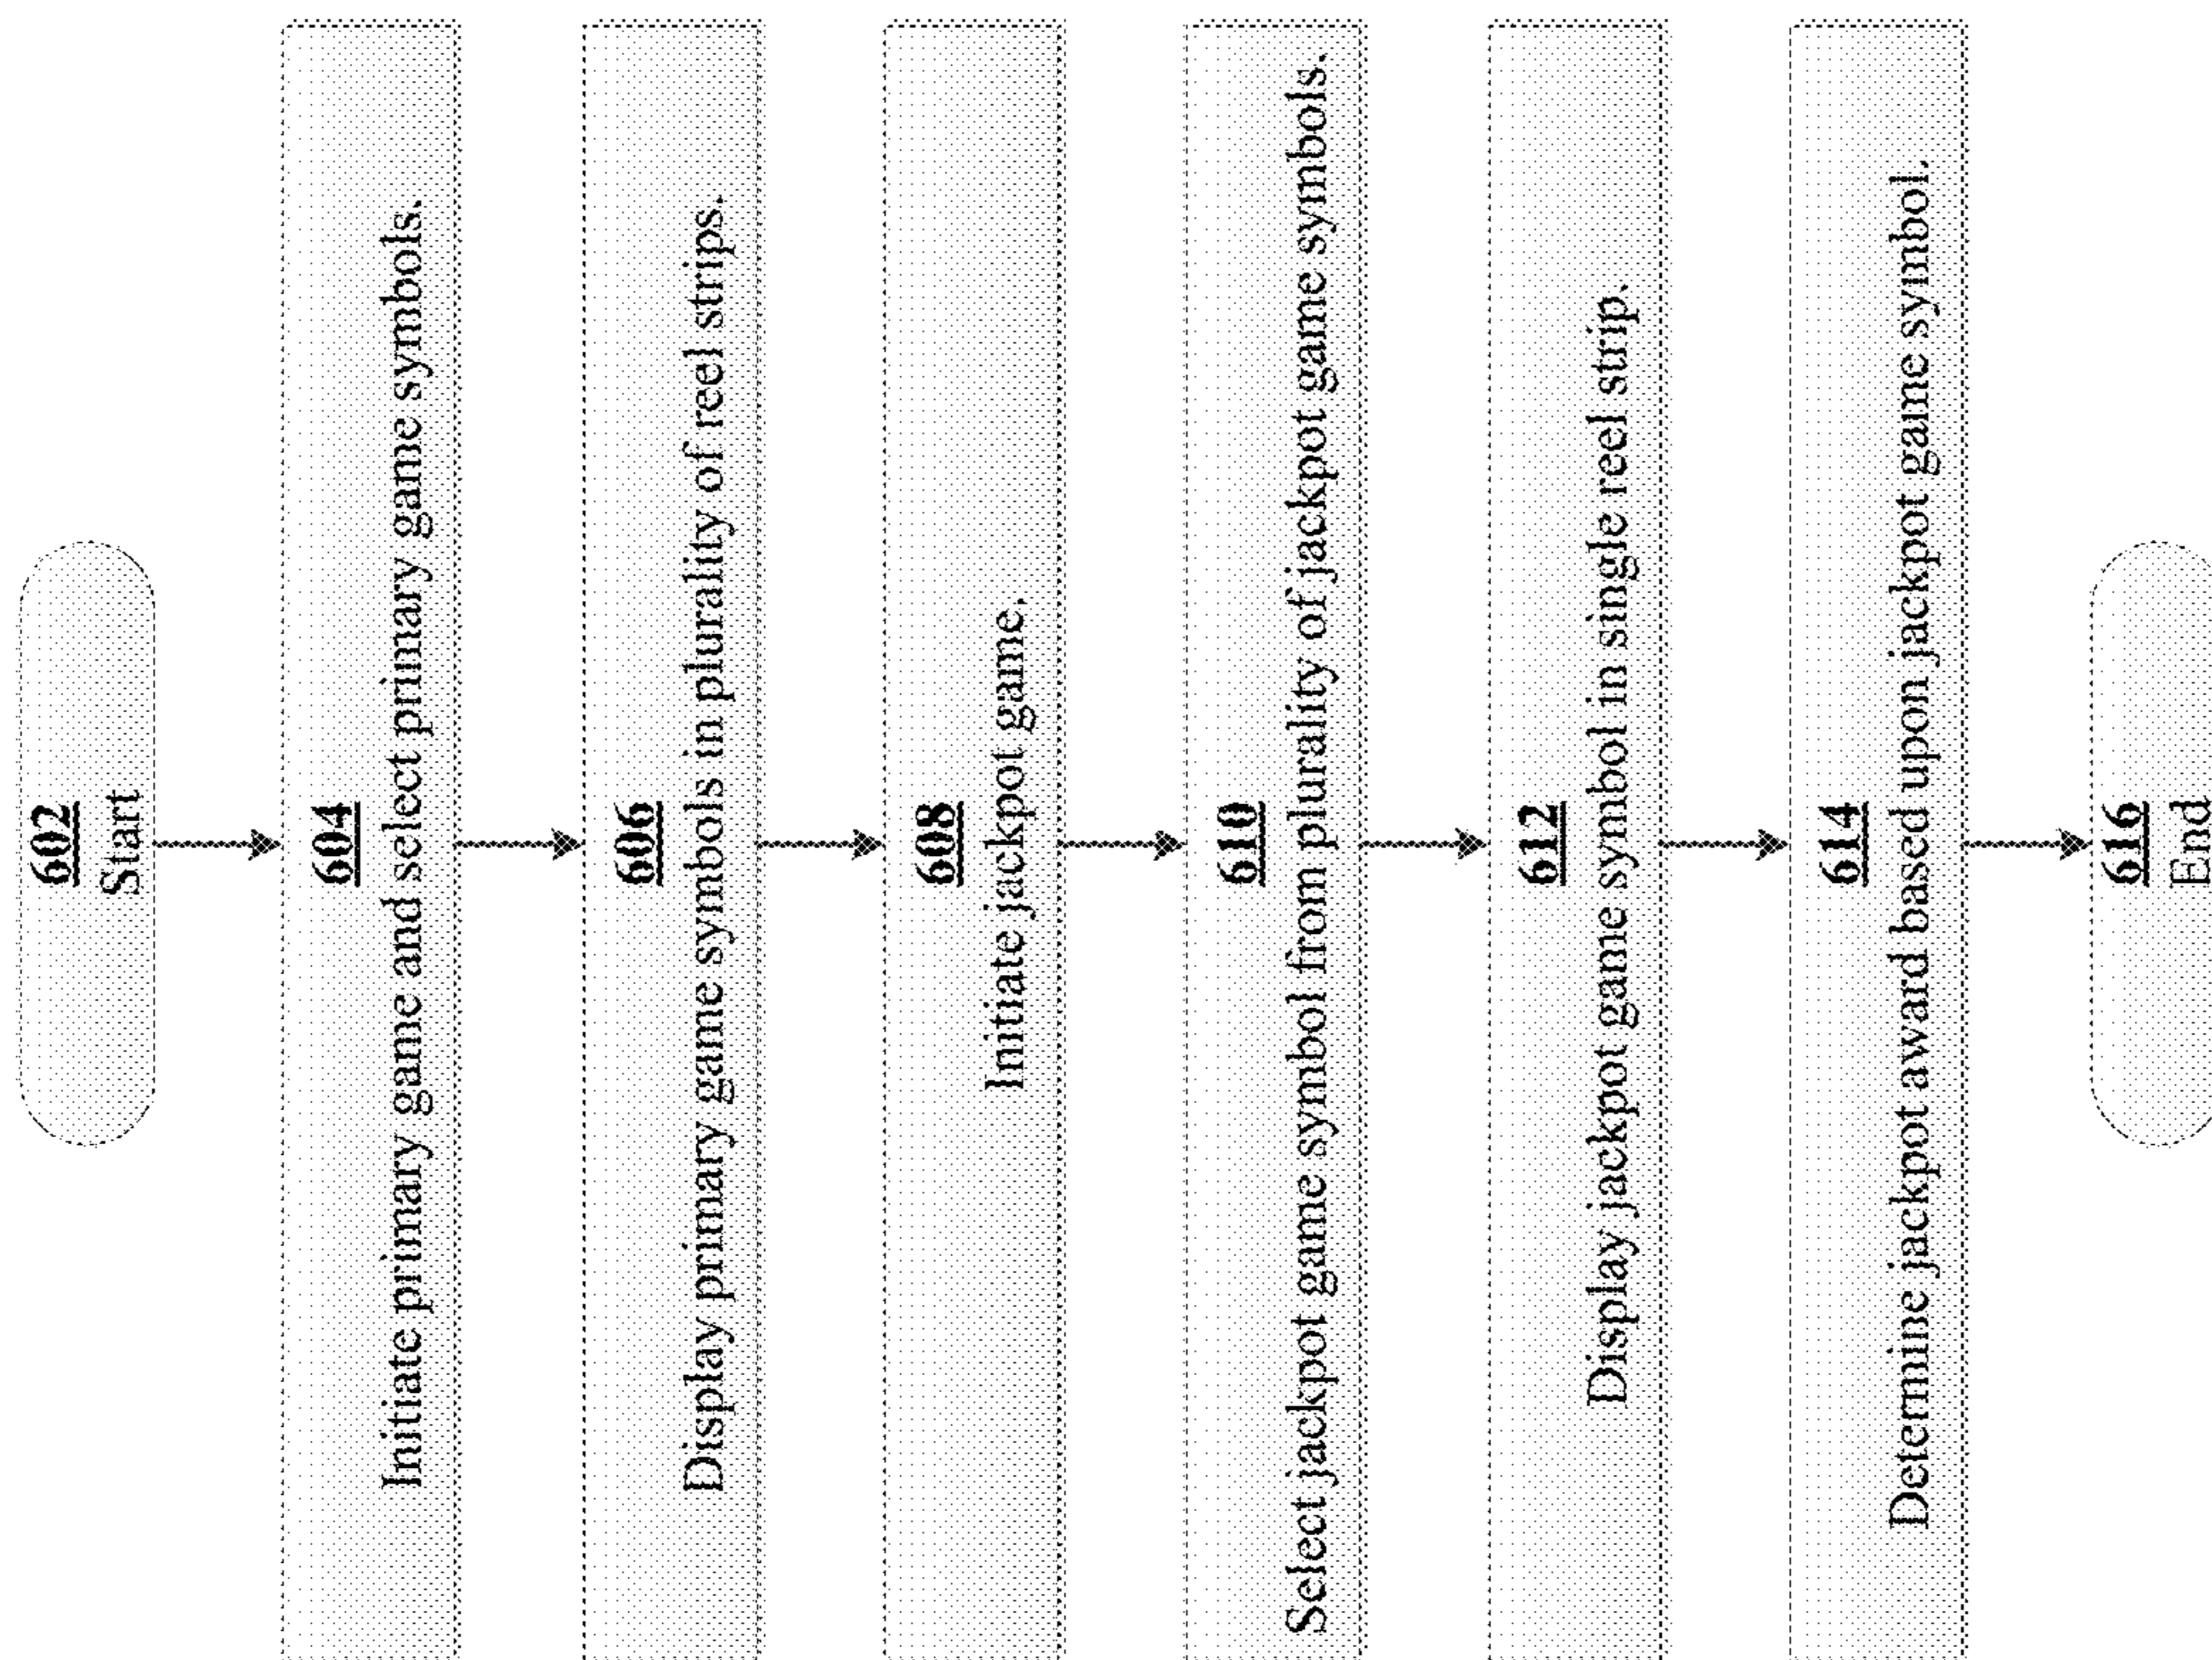 602
Start
604
Initiate primary game and select primary game symbols.
606
Display primary game symbols in plurality of reel strips.
608
Initiate jackpot game.
610
Select jackpot game symbol from plurality of jackpot game symbols.
612
Display jackpot game symbol in single reel strip.
614
Determine jackpot award based upon jackpot game symbol.
616
End